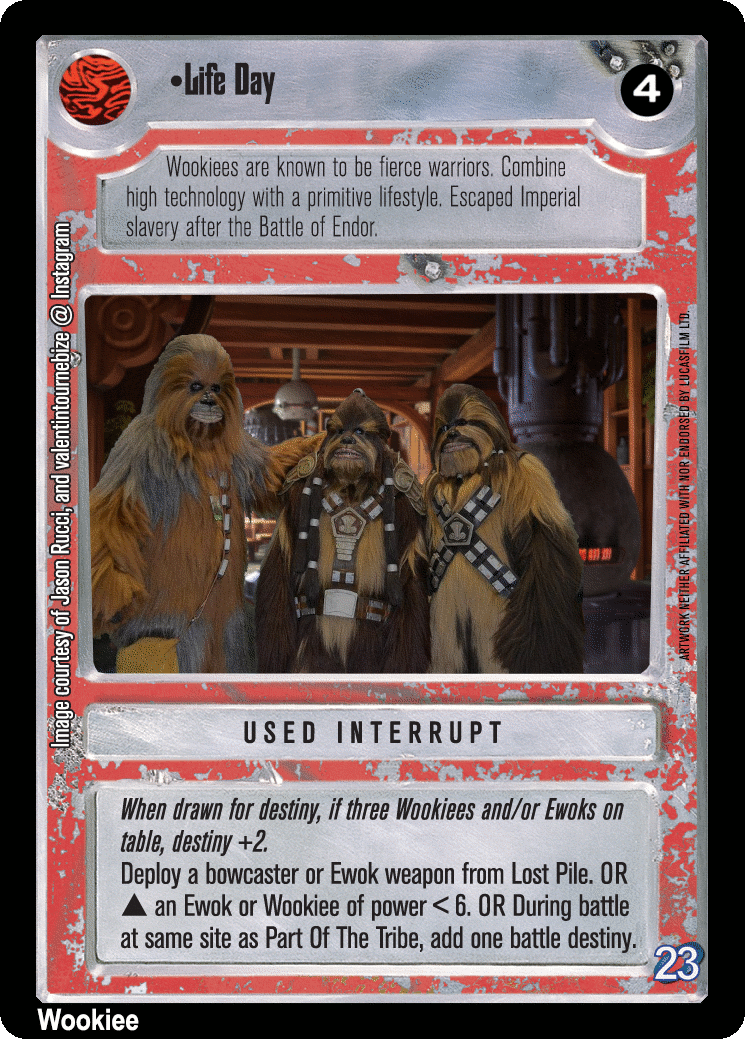 •Life Day
4
Wookiees are known to be fierce warriors. Combine
high technology with a primitive lifestyle. Escaped Imperial
slavery after the Battle of Endor.
Image courtesy of Jason Rucci, and valentintournebize @ Instagram
ARTWORK NEITHER AFFILIATED WITH NOR ENDORSED BY LUCASFILM LTD.
USED INTERRUPT
When drawn for destiny, if three Wookiees and/or Ewoks on
table, destiny +2.
Deploy a bowcaster or Ewok weapon from Lost Pile. OR
▲ an Ewok or Wookiee of power < 6. OR During battle
at same site as Part Of The Tribe, add one battle destiny.
23
Wookiee